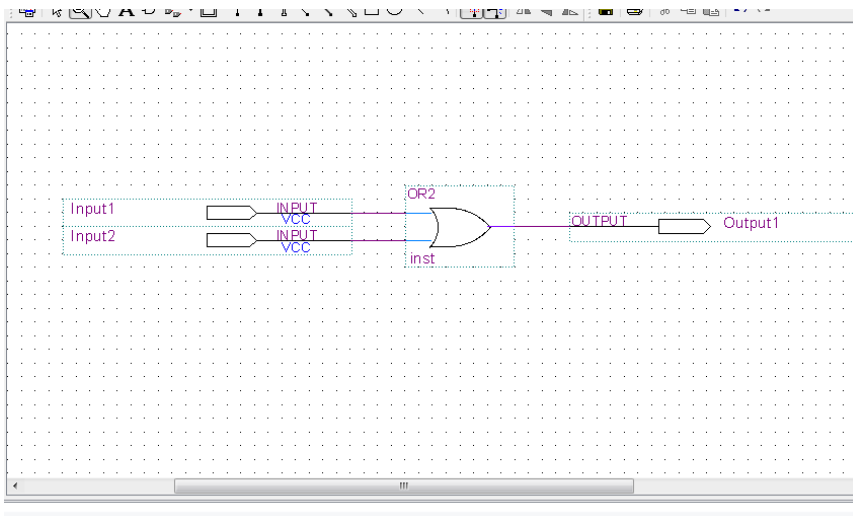 OR2
Input1 INPUT
VCC
OUTPUT Output1
Input2 INPUT
VCC
inst